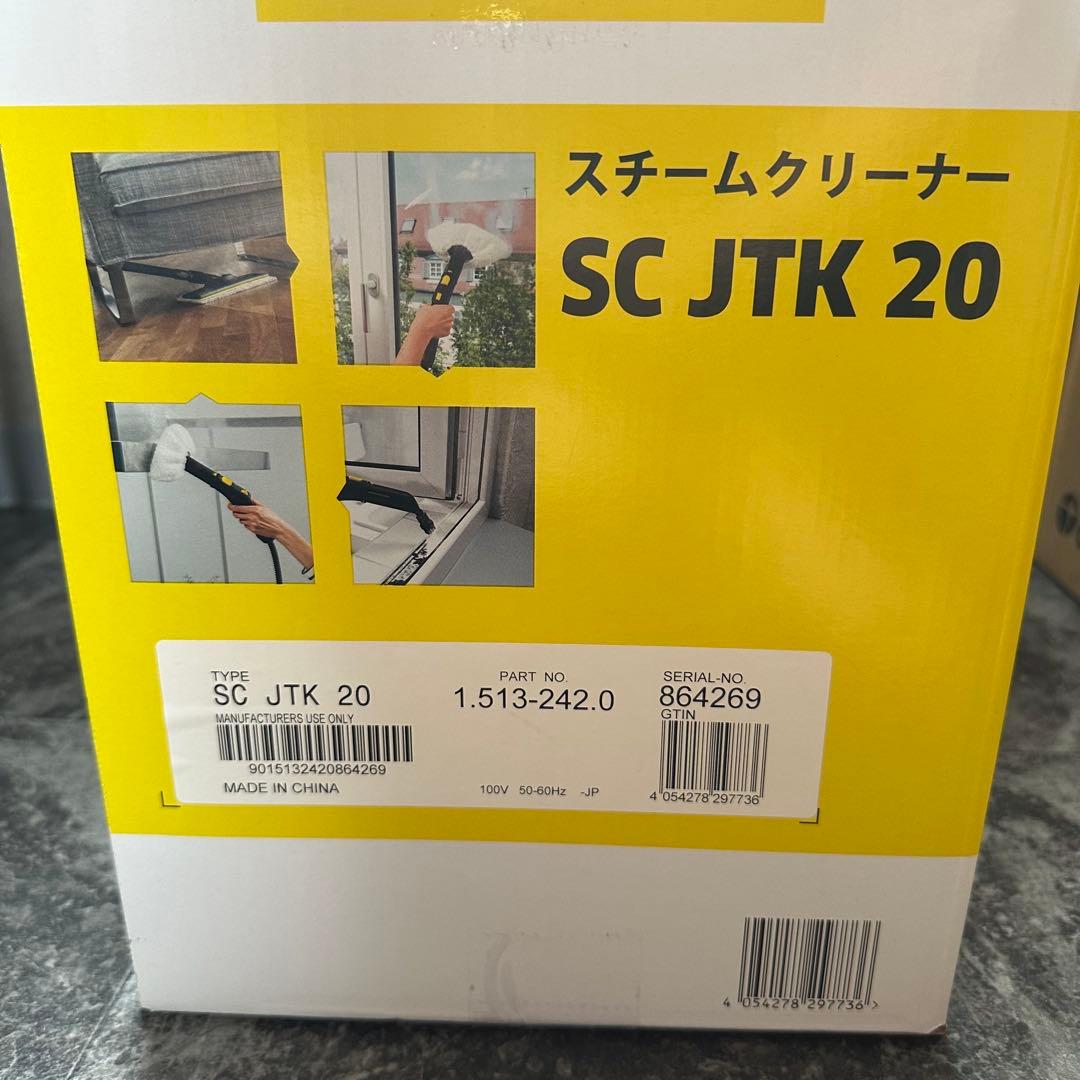 スチームクリーナー
SC JTK 20
TYPE
SC JTK 20
MANUFACTURERS USE ONLY
9015132420864269
MADE IN CHINA
PART NO.
1.513-242.0
100V 50-60Hz -JP
SERIAL-NO.
864269
GTIN
4 054278 297736
4 054278 297736 >